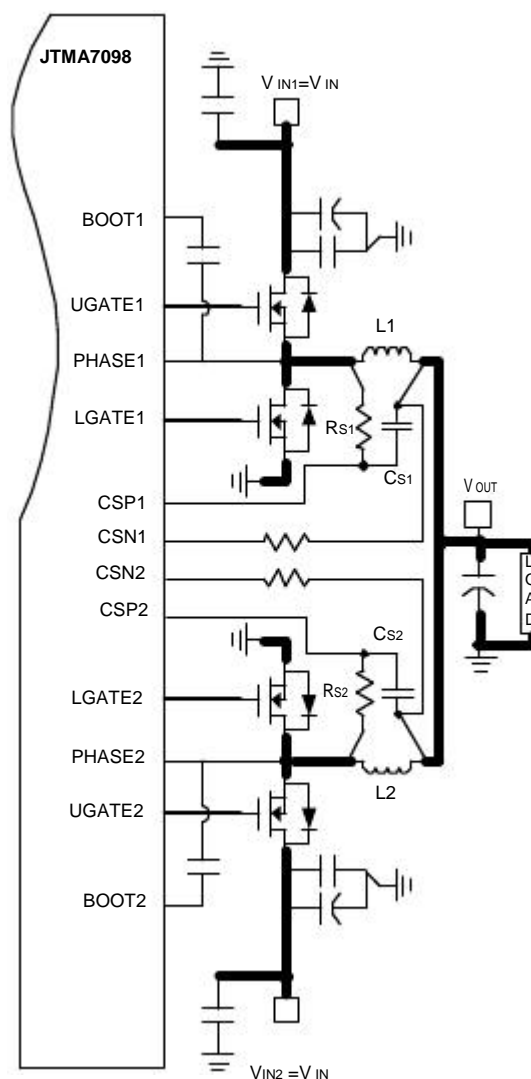 JTMA7098
V IN1=V IN
BOOT1
UGATE1
L1
PHASE1
LGATE1
RS1
CS1
CSP1
V OUT
CSN1
CSN2
LOAD
CSP2
CS2
LGATE2
RS2
PHASE2
L2
UGATE2
BOOT2
VIN2 =V IN